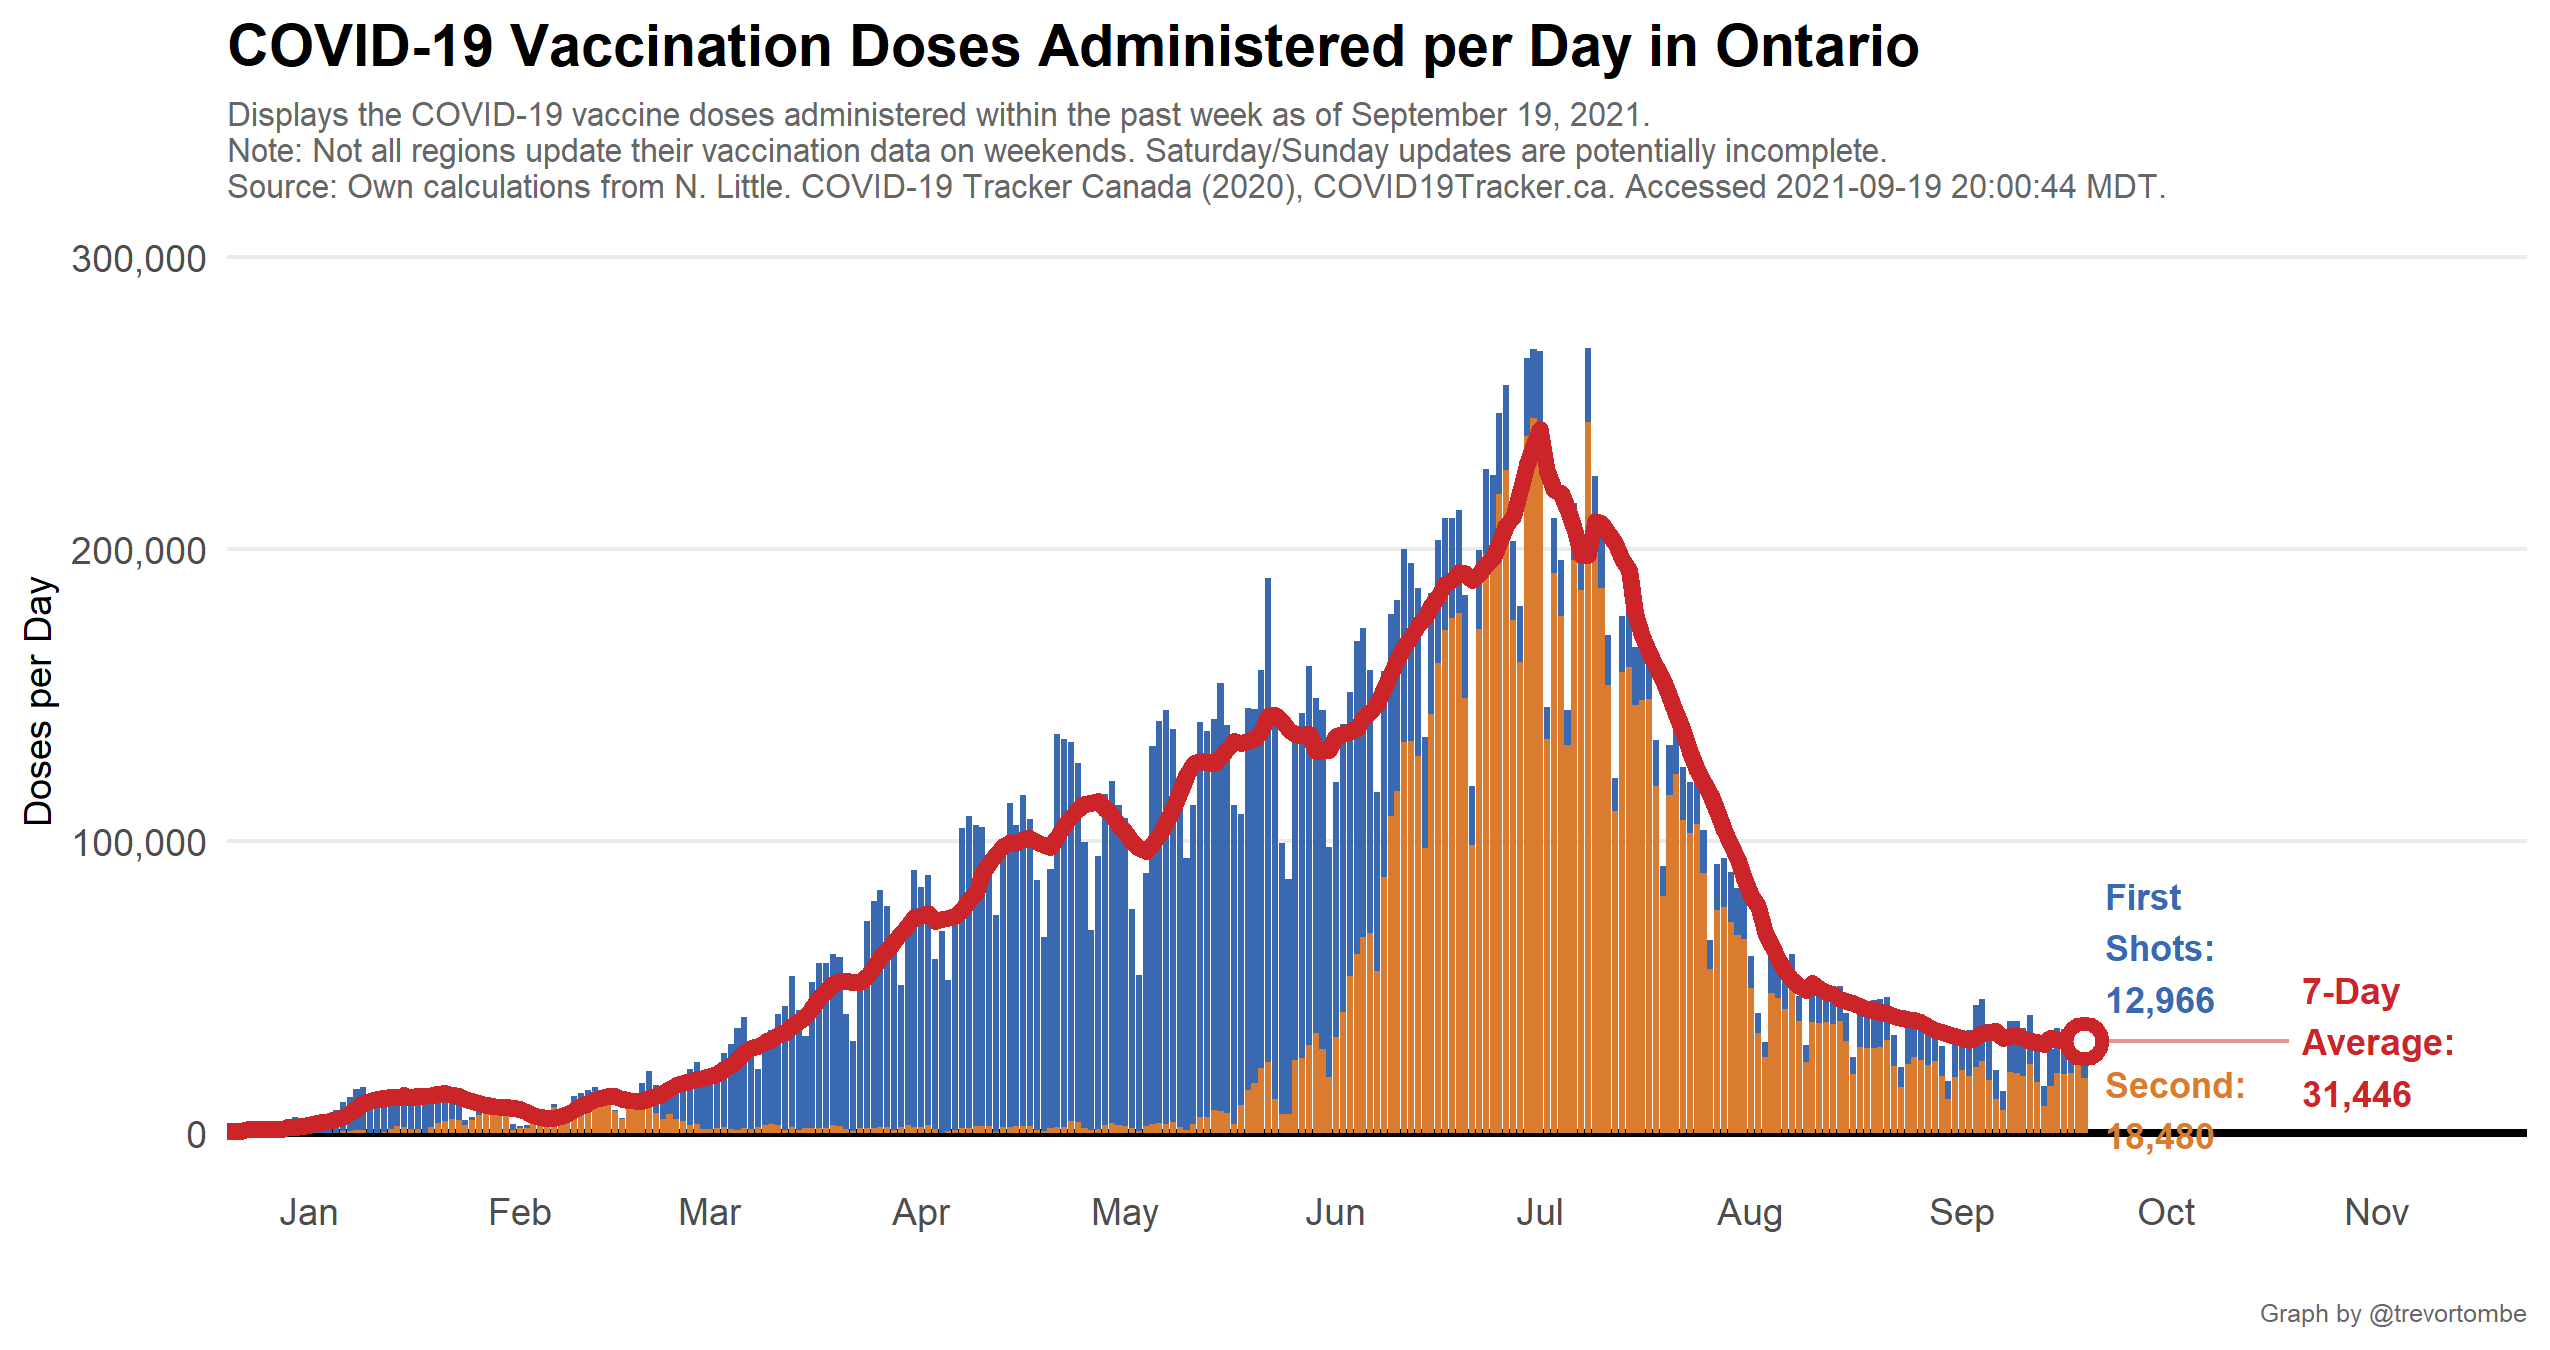 COVID-19 Vaccination Doses Administered per Day in Ontario
Displays the COVID-19 vaccine doses administered within the past week as of September 19, 2021.
Note: Not all regions update their vaccination data on weekends. Saturday/Sunday updates are potentially incomplete.
Source: Own calculations from N. Little. COVID-19 Tracker Canada (2020), COVID19Tracker.ca. Accessed 2021-09-19 20:00:44 MDT.
Doses per Day
300,000
200,000
100,000
0
First
Shots:
12,966
7-Day
Average:
31,446
Second:
18,480
Jan
Feb
Mar
Apr
May
Jun
Jul
Aug
Sep
Oct
Nov
Graph by @trevortombe